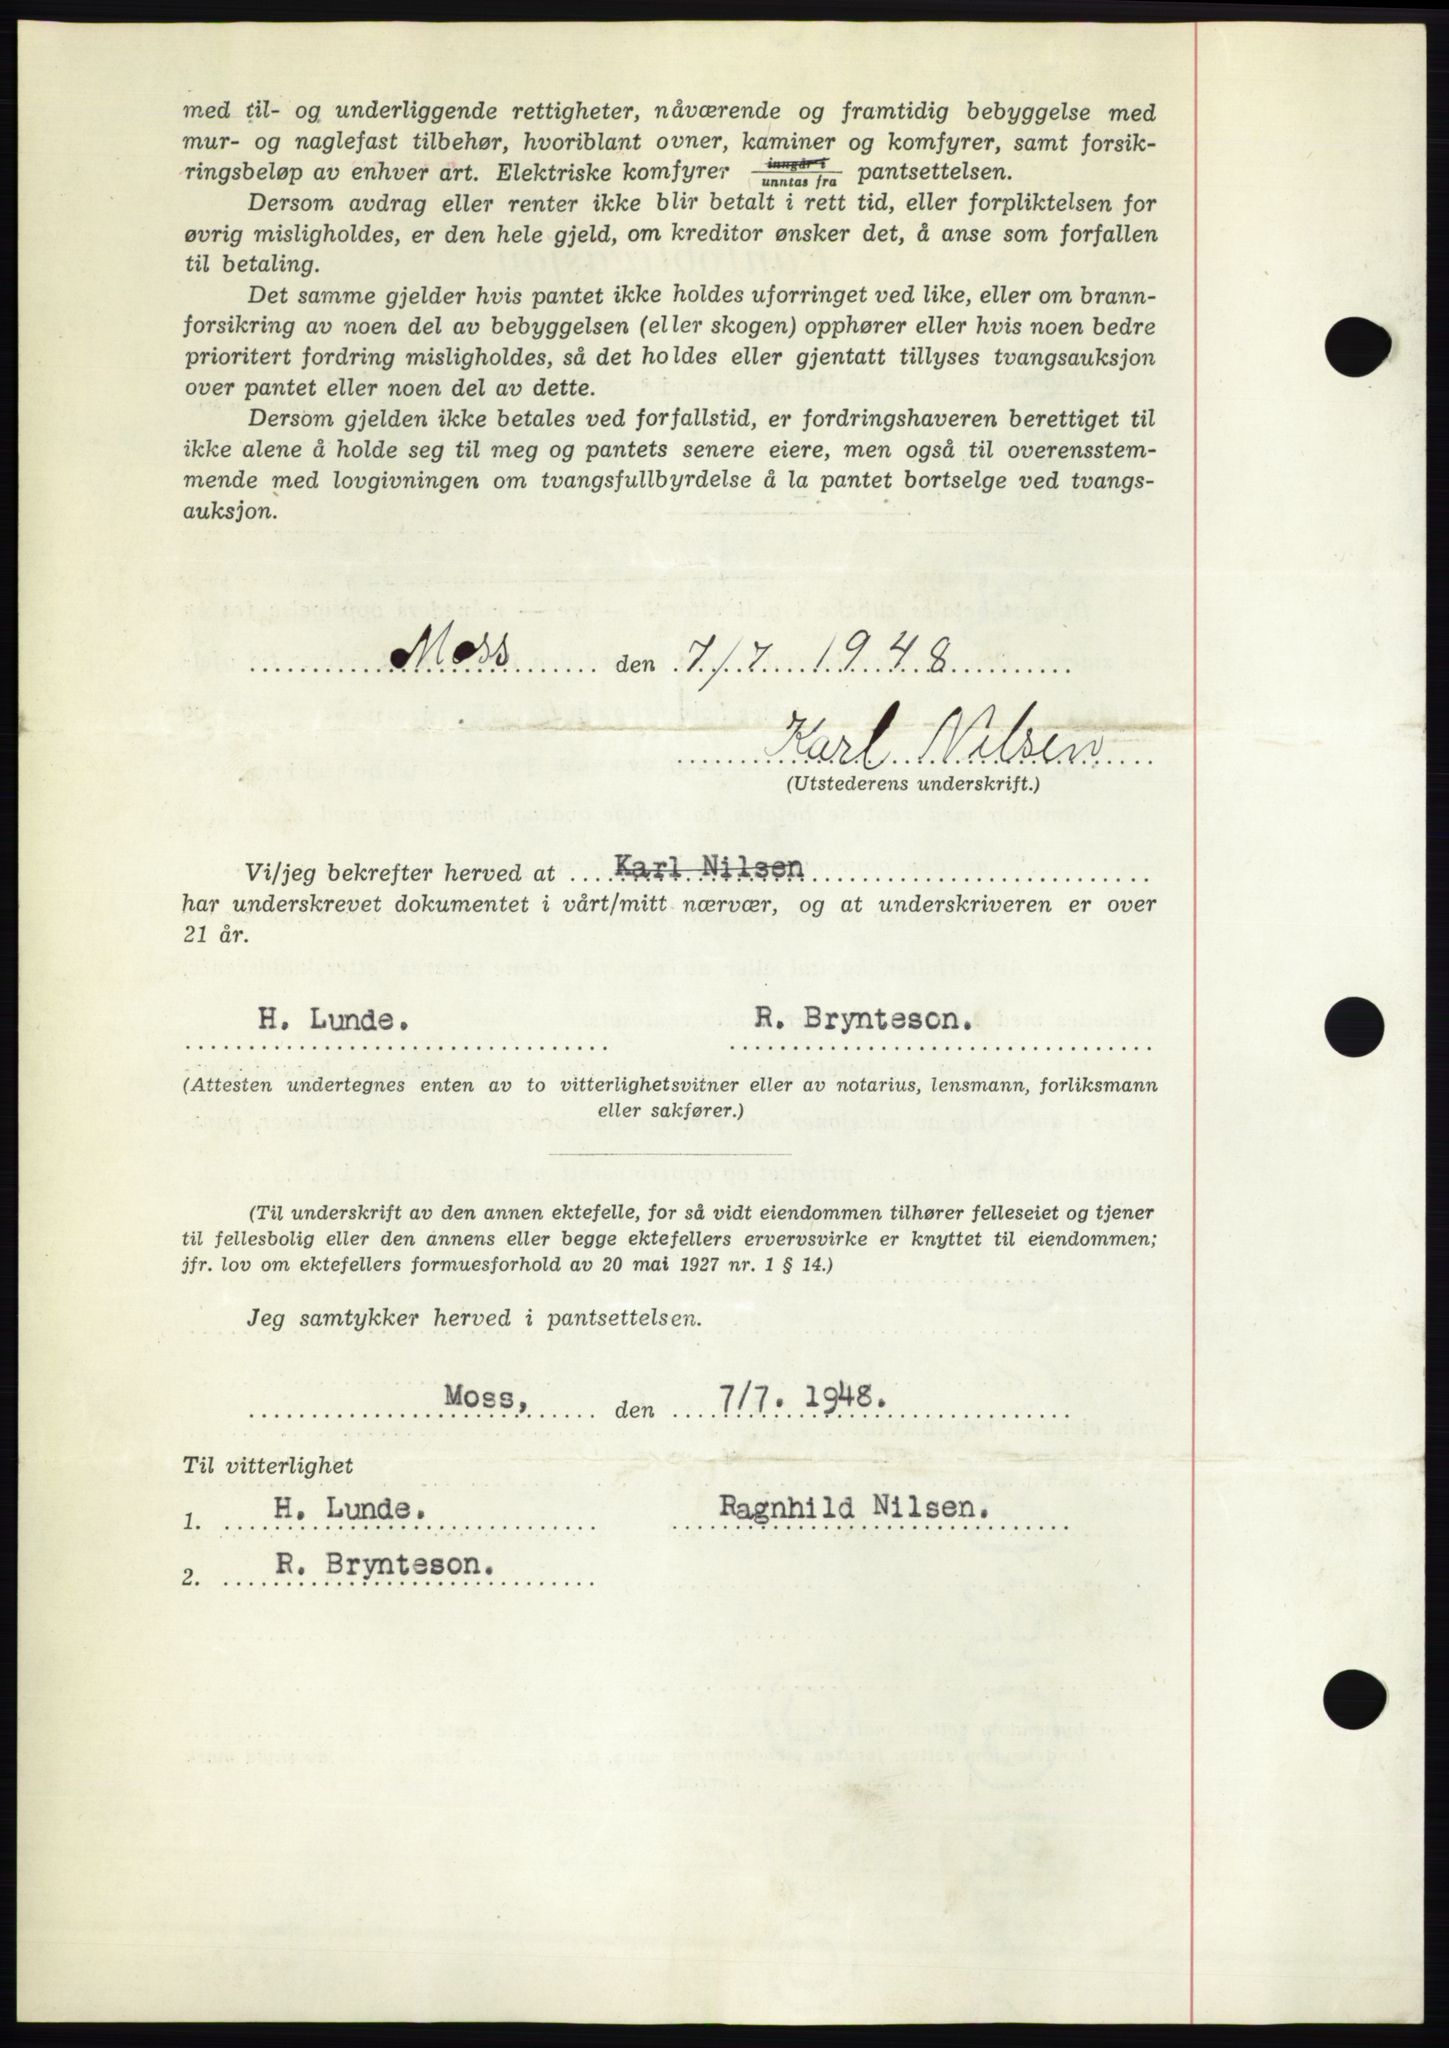 med til- og underliggende rettigheter, nåværende og framtidig bebyggelse med
mur- og naglefast tilbehør, hvoriblant ovner, kaminer og komfyrer, samt forsik-
ringsbeløp av enhver art. Elektriske komfyrer inngår i / unntas fra pantsettelsen.
Dersom avdrag eller renter ikke blir betalt i rett tid, eller forpliktelsen for
øvrig misligholdes, er den hele gjeld, om kreditor ønsker det, å anse som forfallen
til betaling.
Det samme gjelder hvis pantet ikke holdes uforringet ved like, eller om brann-
forsikring av noen del av bebyggelsen (eller skogen) opphører eller hvis noen bedre
prioritert fordring misligholdes, så det holdes eller gjentatt tillyses tvangsauksjon
over pantet eller noen del av dette.
Dersom gjelden ikke betales ved forfallstid, er fordringshaveren berettiget til
ikke alene å holde seg til meg og pantets senere eiere, men også til overensstem-
mende med lovgivningen om tvangsfullbyrdelse å la pantet bortselge ved tvangs-
auksjon.
Moss den 7/7 1948
Karl Nilsen
(Utstederens underskrift.)
Vi/jeg bekrefter herved at Karl Nilsen
har underskrevet dokumentet i vårt/mitt nærvær, og at underskriveren er over
21 år.
H. Lunde. R. Brynteson.
(Attesten undertegnes enten av to vitterlighetsvitner eller av notarius, lensmann, forliksmann
eller sakfører.)
(Til underskrift av den annen ektefelle, for så vidt eiendommen tilhører felleseiet og tjener
til fellesbolig eller den annens eller begge ektefellers ervervsvirke er knyttet til eiendommen;
jfr. lov om ektefellers formuesforhold av 20 mai 1927 nr. 1 § 14.)
Jeg samtykker herved i pantsettelsen.
Moss, den 7/7. 1948.
Til vitterlighet
1. H. Lunde. Ragnhild Nilsen.
2. R. Brynteson.